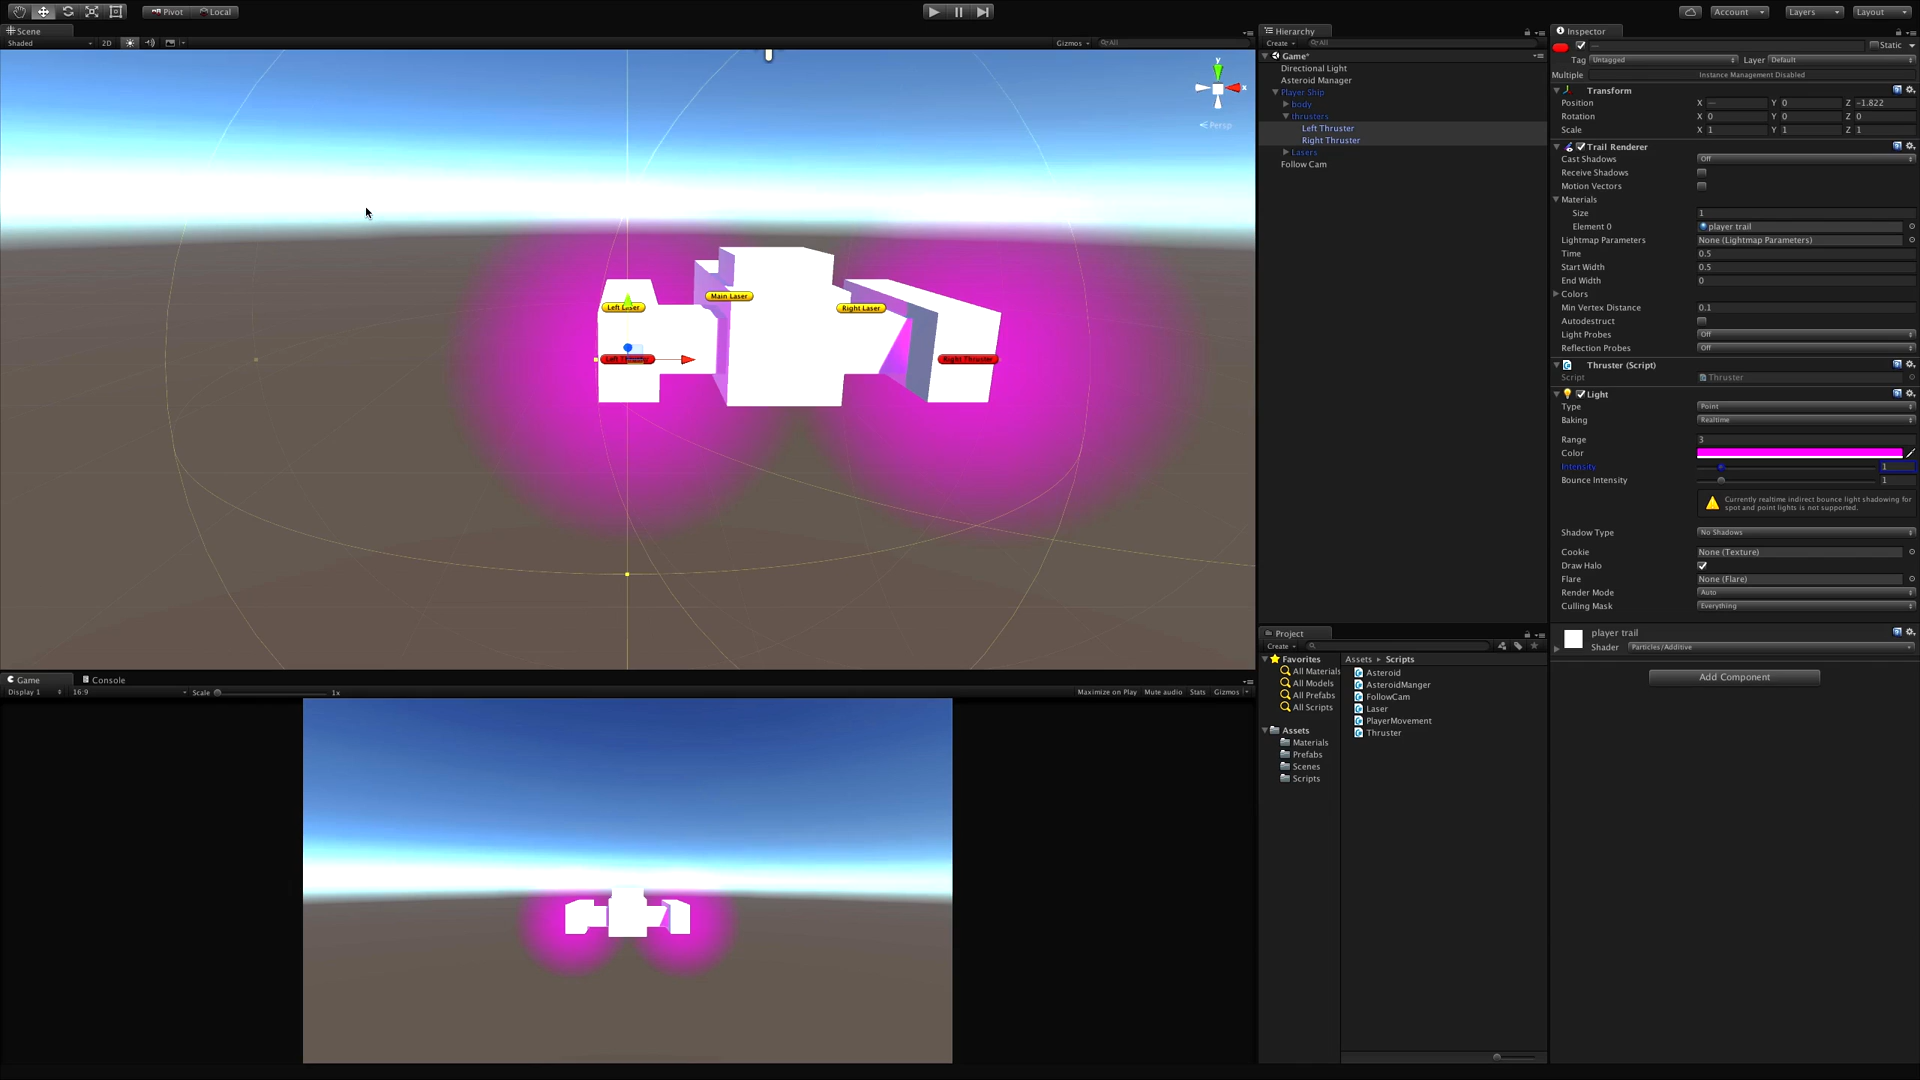 Pivot Local
Account Layers Layout
Scene
Shaded 2D Gizmos All
y
x
Persp
Left Laser
Main Laser
Right Laser
Right Thruster
Game Console
Display 1 16:9 Scale 1x Maximize on Play Mute audio Stats Gizmos
Hierarchy
Create All
Game*
Directional Light
Asteroid Manager
Player Ship
body
thrusters
Left Thruster
Right Thruster
Lasers
Follow Cam
Project
Create
Favorites
All Materials
All Models
All Prefabs
All Scripts
Assets
Materials
Prefabs
Scenes
Scripts
Assets Scripts
Asteroid
AsteroidManger
FollowCam
Laser
PlayerMovement
Thruster
Inspector
— Static
Tag Untagged Layer Default
Multiple Instance Management Disabled
Transform
Position X — Y 0 Z -1.822
Rotation X 0 Y 0 Z 0
Scale X 1 Y 1 Z 1
Trail Renderer
Cast Shadows Off
Receive Shadows
Motion Vectors
Materials
Size 1
Element 0 player trail
Lightmap Parameters None (Lightmap Parameters)
Time 0.5
Start Width 0.5
End Width 0
Colors
Min Vertex Distance 0.1
Autodestruct
Light Probes Off
Reflection Probes Off
Thruster (Script)
Script Thruster
Light
Type Point
Baking Realtime
Range 3
Color
Intensity 1
Bounce Intensity 1
Currently realtime indirect bounce light shadowing for
spot and point lights is not supported.
Shadow Type No Shadows
Cookie None (Texture)
Draw Halo
Flare None (Flare)
Render Mode Auto
Culling Mask Everything
player trail
Shader Particles/Additive
Add Component